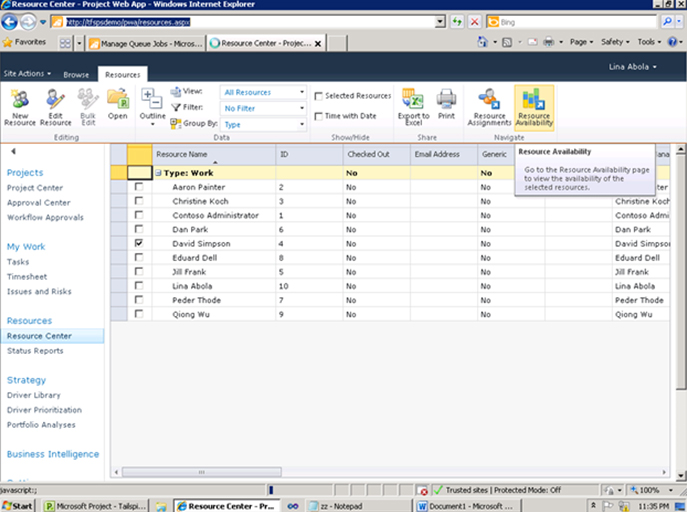 Resource Center - Project Web App - Windows Internet Explorer
http://tfspsdemo/pwa/resources.aspx
Bing
Favorites
Manage Queue Jobs - Micros...
Resource Center - Projec...
Page
Safety
Tools
Site Actions
Browse
Resources
Lina Abola
New Resource
Edit Resource
Bulk Edit
Open
Outline
View:
All Resources
Filter:
No Filter
Group By:
Type
Selected Resources
Time with Date
Export to Excel
Print
Resource Assignments
Resource Availability
Editing
Data
Show/Hide
Share
Navigate
Resource Availability
Go to the Resource Availability page
to view the availability of the
selected resources.
Resource Name ID Checked Out Email Address Generic
Type: Work No No
Aaron Painter 2 No No Aaron Painter
Christine Koch 3 No No Christine Koch
Contoso Administrator 1 No No Contoso Admi
Dan Park 6 No No Dan Park
David Simpson 4 No No David Simpson
Eduard Dell 8 No No Eduard Dell
Jill Frank 5 No No Jill Frank
Lina Abola 10 No No Lina Abola
Peder Thode 7 No No Peder Thode
Qiong Wu 9 No No Qiong Wu
Projects
Project Center
Approval Center
Workflow Approvals
My Work
Tasks
Timesheet
Issues and Risks
Resources
Resource Center
Status Reports
Strategy
Driver Library
Driver Prioritization
Portfolio Analyses
Business Intelligence
javascript:;
Trusted sites | Protected Mode: Off
100%
Start
Microsoft Project - Tailspi...
Resource Center - Pr...
zz - Notepad
Document1 - Microsoft ...
11:35 PM